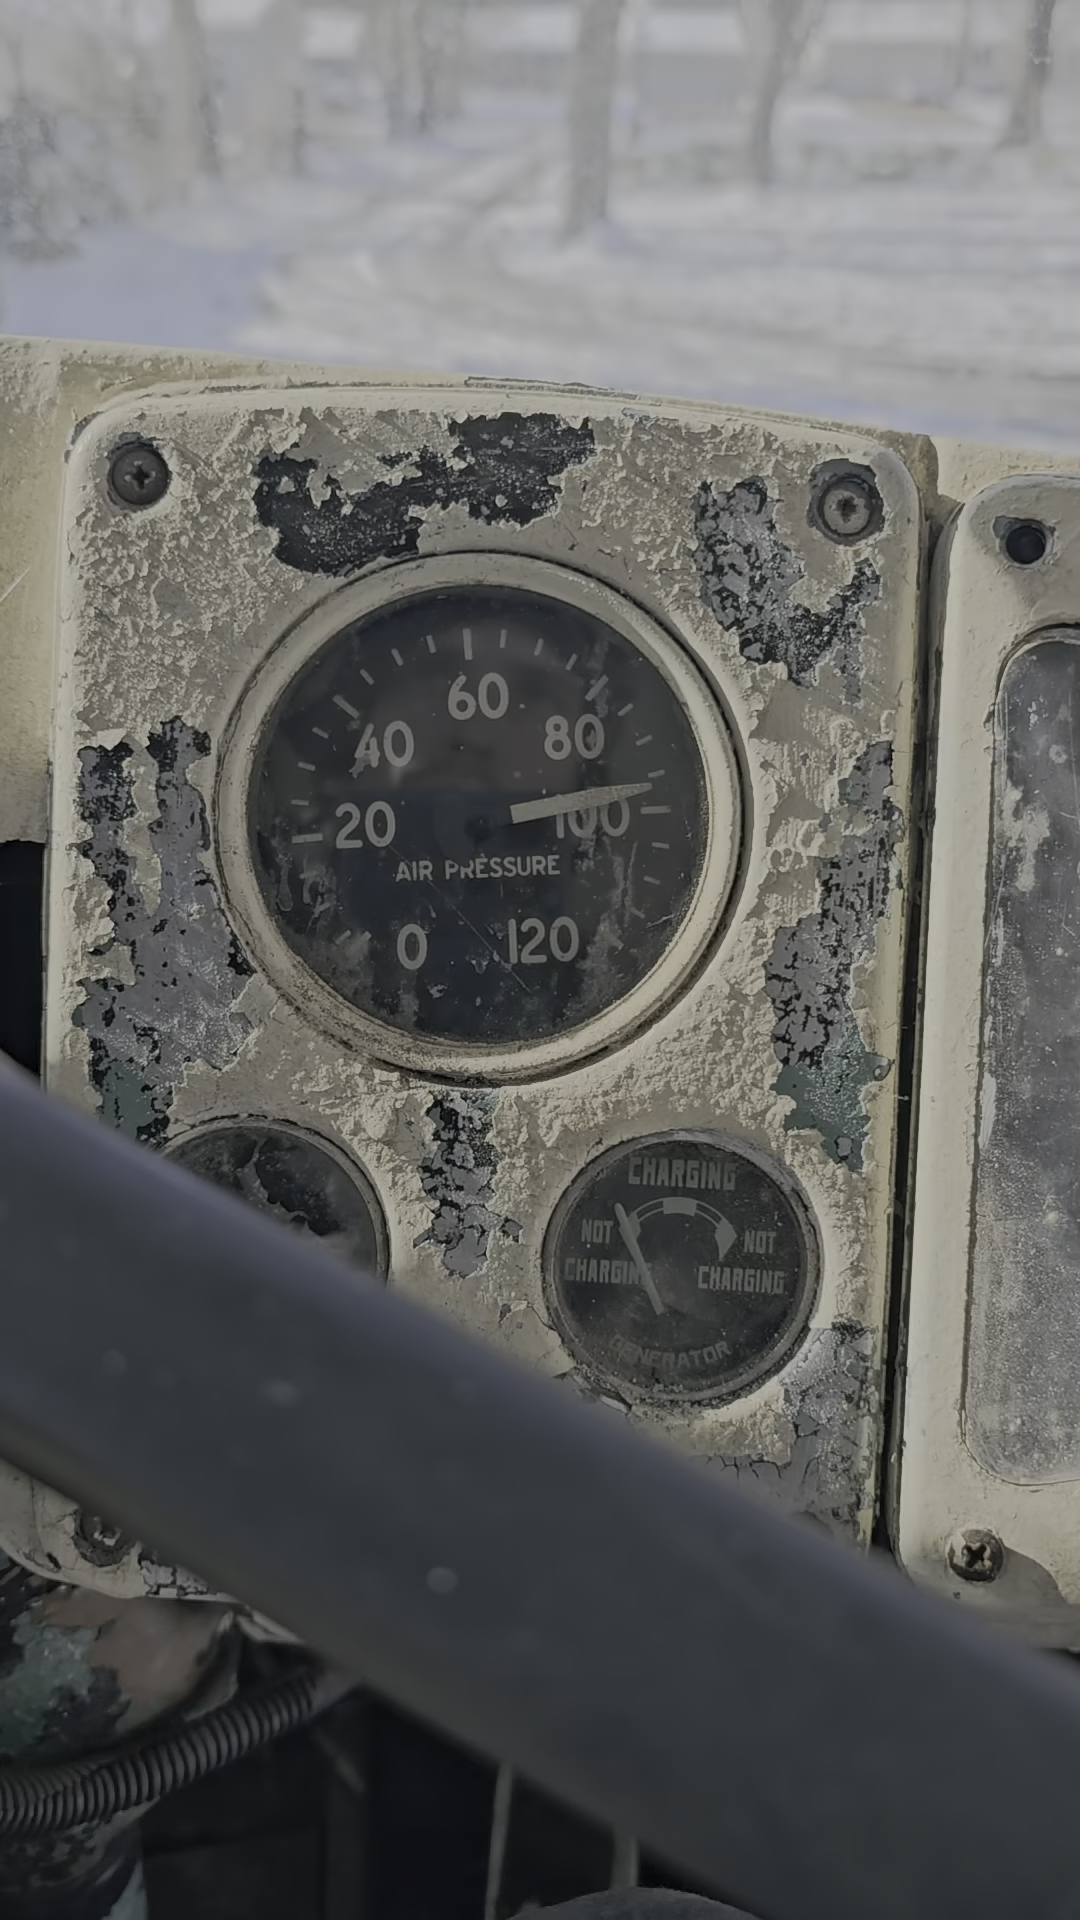 60
40 80
20 100
AIR PRESSURE
0 120
CHARGING
NOT NOT
CHARGING CHARGING
GENERATOR